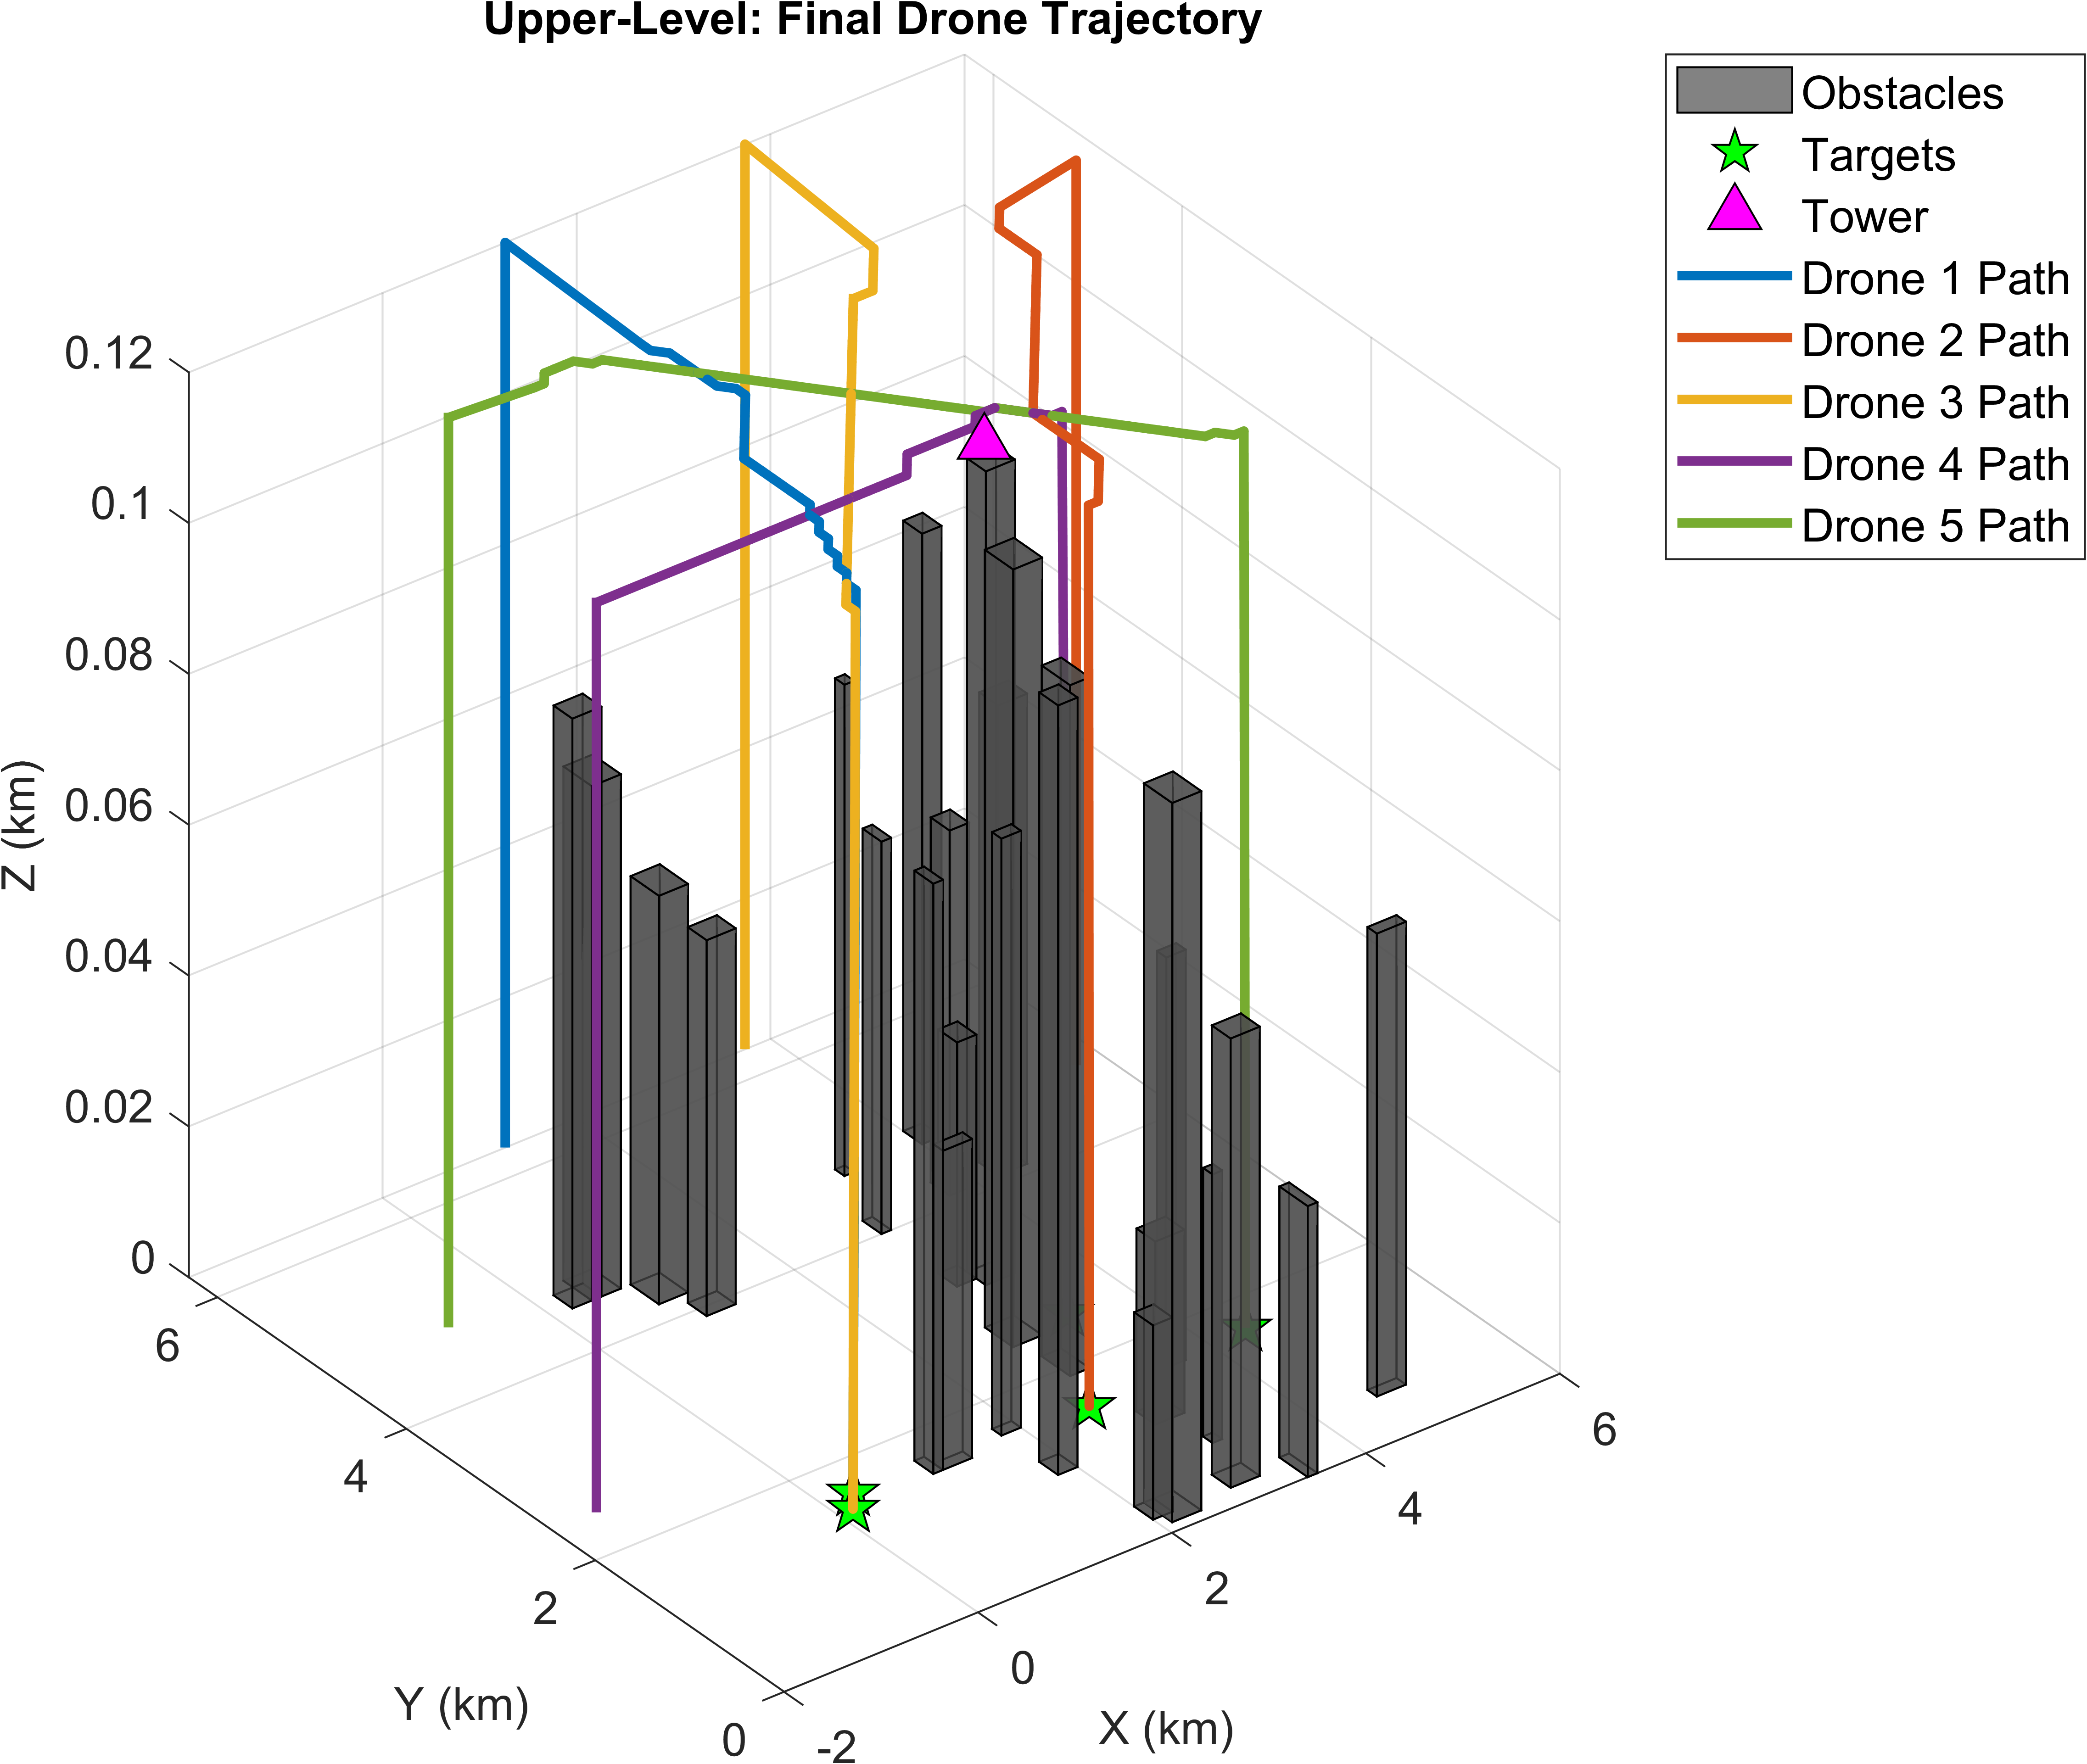 Upper-Level: Final Drone Trajectory
Obstacles
Targets
Tower
Drone 1 Path
Drone 2 Path
Drone 3 Path
Drone 4 Path
Drone 5 Path
0.12
0.1
0.08
0.06
0.04
0.02
0
Z (km)
6
4
2
0
Y (km)
-2
0
2
4
6
X (km)